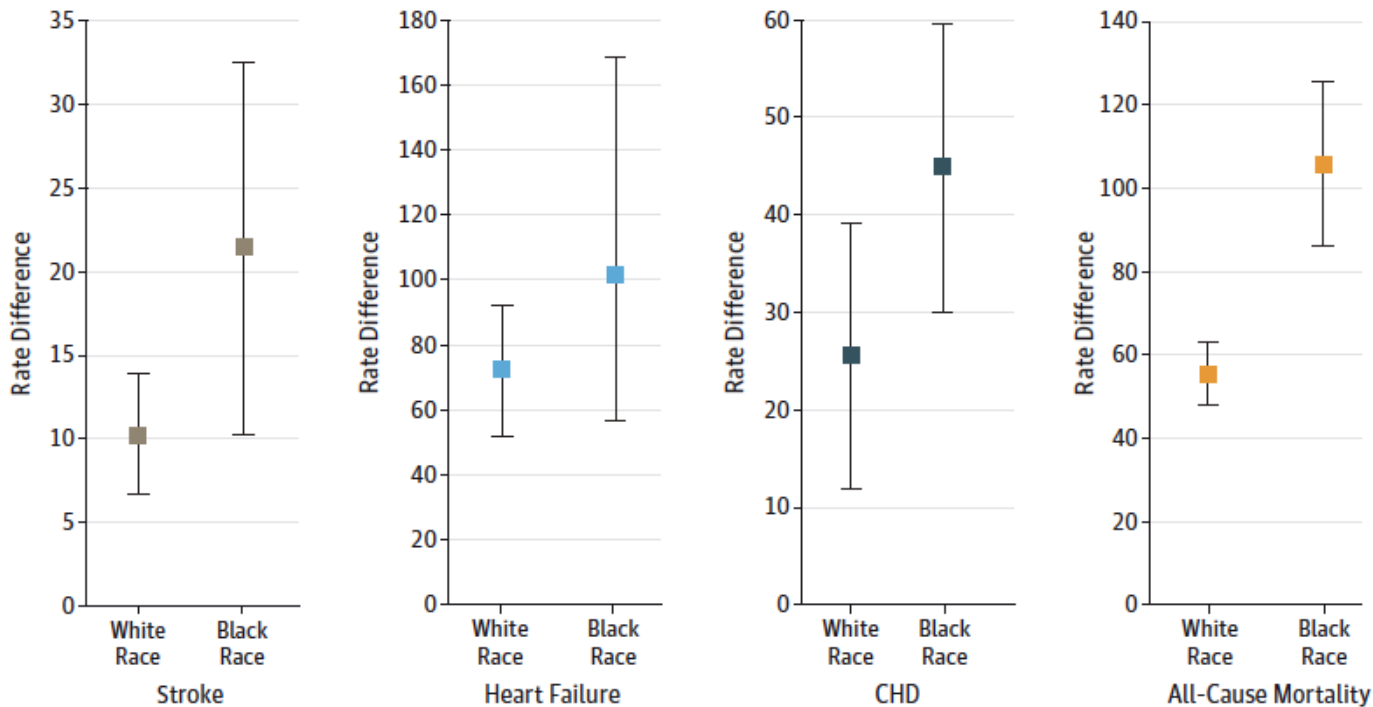 Rate Difference
35
30
25
20
15
10
5
0
White
Race
Black
Race
Stroke
Rate Difference
180
160
140
120
100
80
60
40
20
0
White
Race
Black
Race
Heart Failure
Rate Difference
60
50
40
30
20
10
0
White
Race
Black
Race
CHD
Rate Difference
140
120
100
80
60
40
20
0
White
Race
Black
Race
All-Cause Mortality